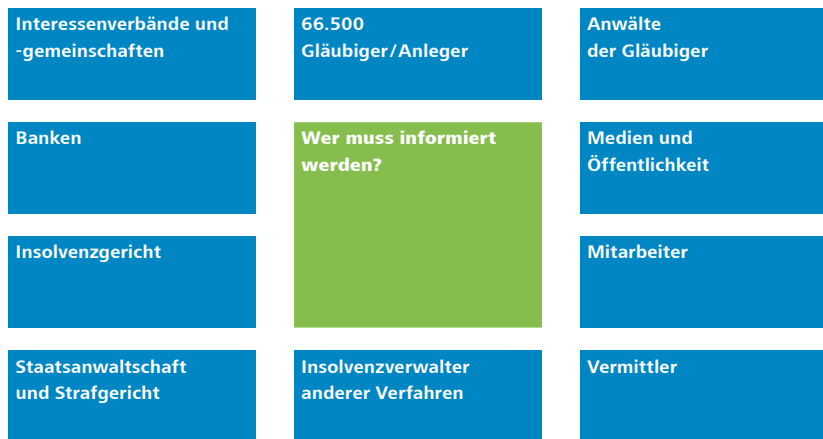 Interessenverbände und
-gemeinschaften
66.500
Gläubiger/Anleger
Anwälte
der Gläubiger
Banken
Wer muss informiert
werden?
Medien und
Öffentlichkeit
Insolvenzgericht
Mitarbeiter
Staatsanwaltschaft
und Strafgericht
Insolvenzverwalter
anderer Verfahren
Vermittler